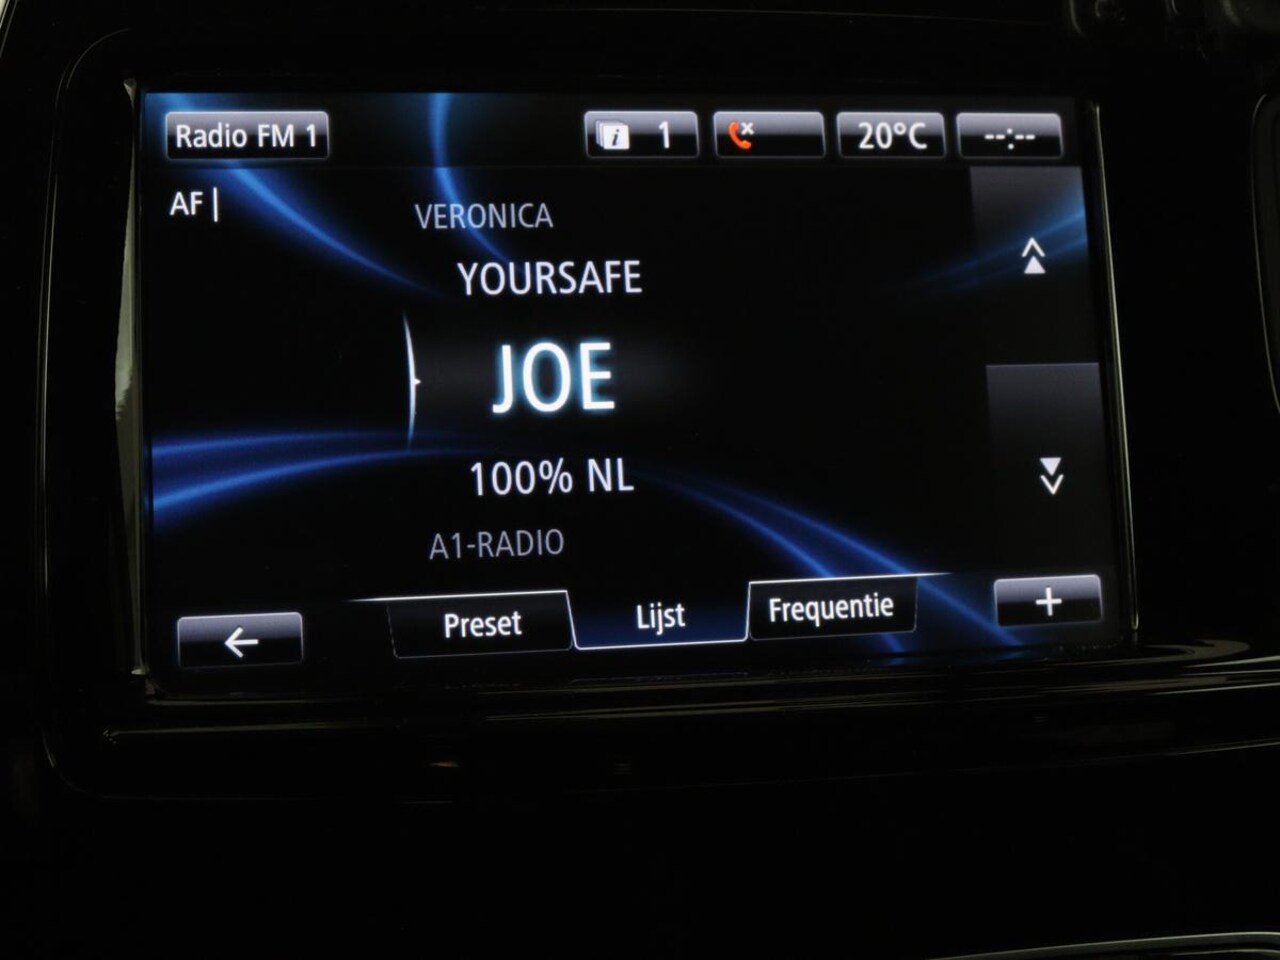 Radio FM 1
i 1
20°C
--:--
AF |
VERONICA
YOURSAFE
JOE
100% NL
A1-RADIO
Preset
Lijst
Frequentie
+